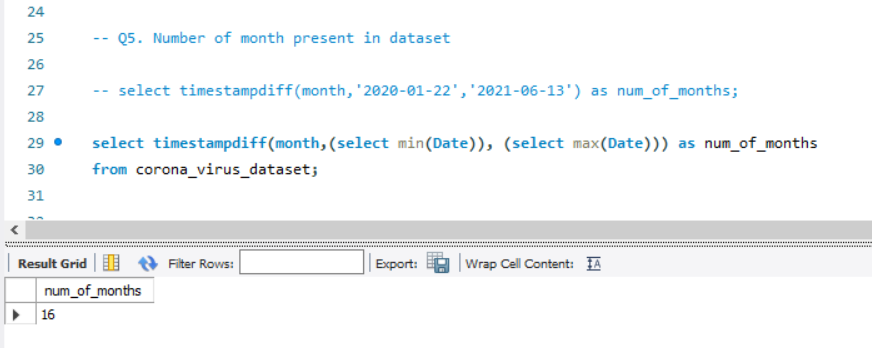 24
25 -- Q5. Number of month present in dataset
26
27 -- select timestampdiff(month,'2020-01-22','2021-06-13') as num_of_months;
28
29 select timestampdiff(month,(select min(Date)), (select max(Date))) as num_of_months
30 from corona_virus_dataset;
31
Result Grid Filter Rows: Export: Wrap Cell Content: IA
num_of_months
16